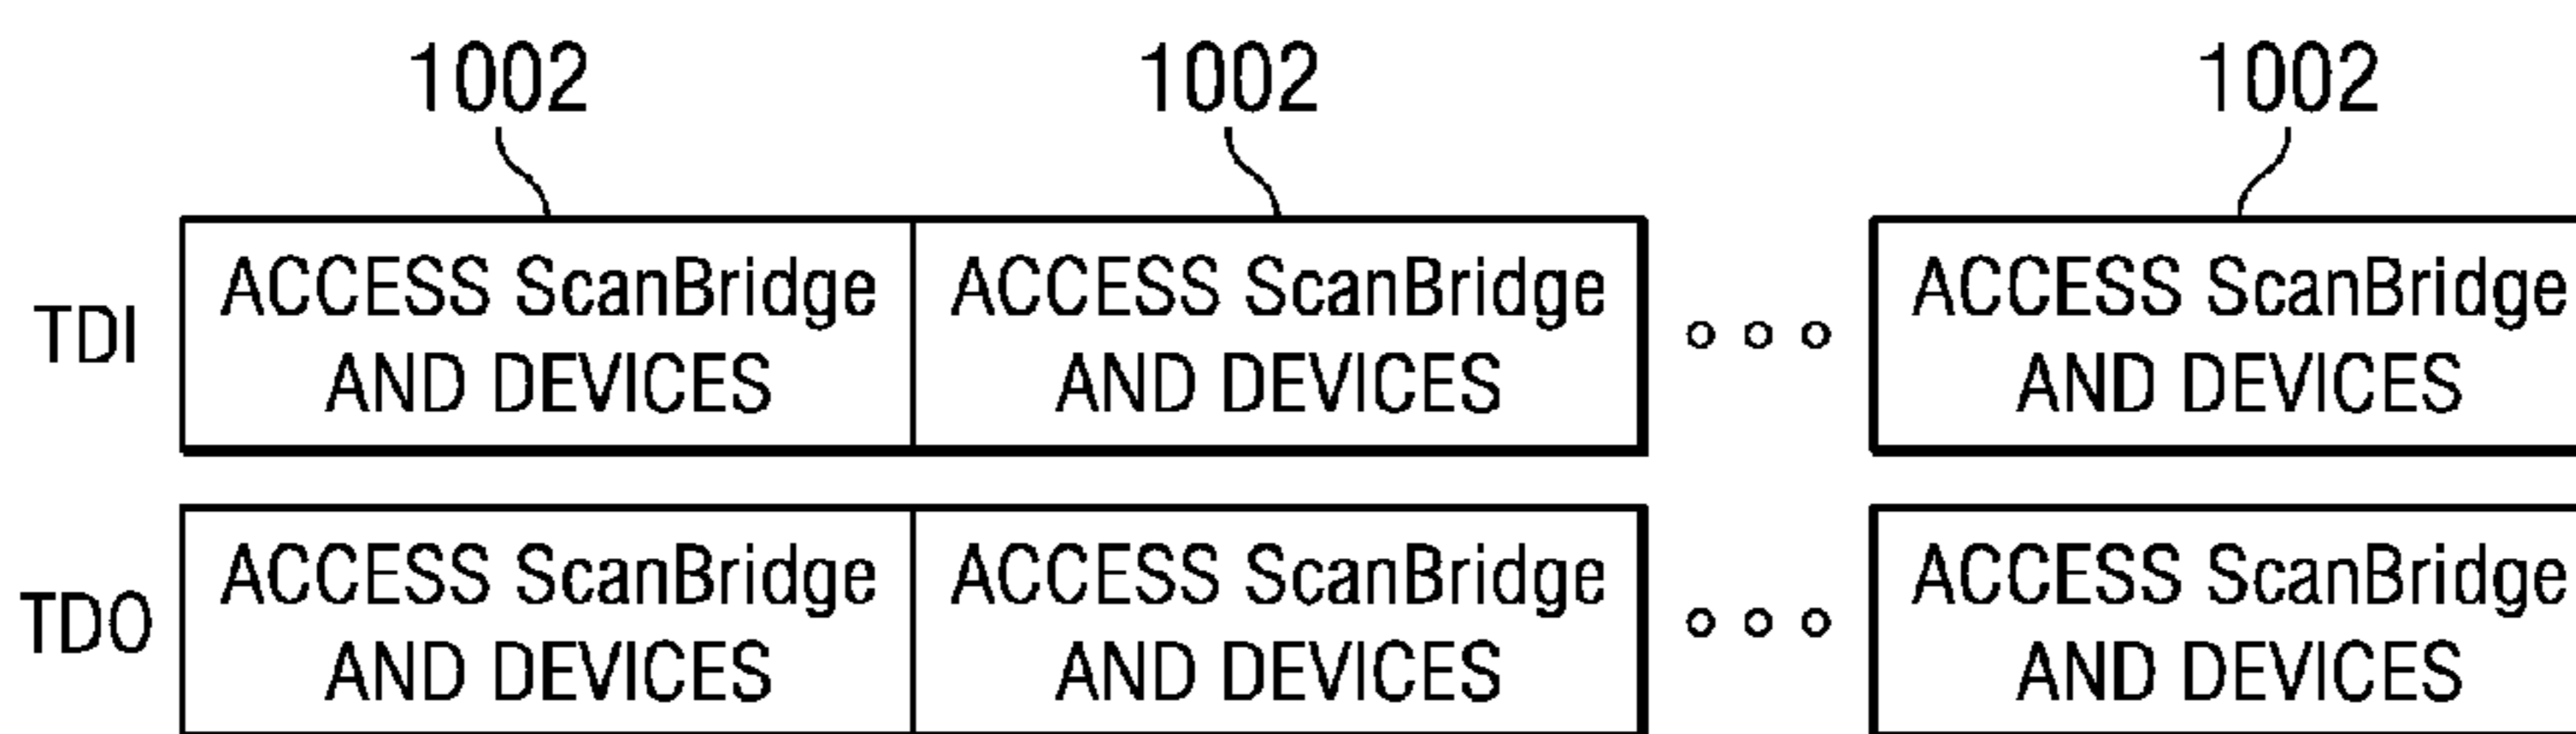 1002 1002 1002
TDI ACCESS ScanBridge AND DEVICES ACCESS ScanBridge AND DEVICES ACCESS ScanBridge AND DEVICES
TDO ACCESS ScanBridge AND DEVICES ACCESS ScanBridge AND DEVICES ACCESS ScanBridge AND DEVICES